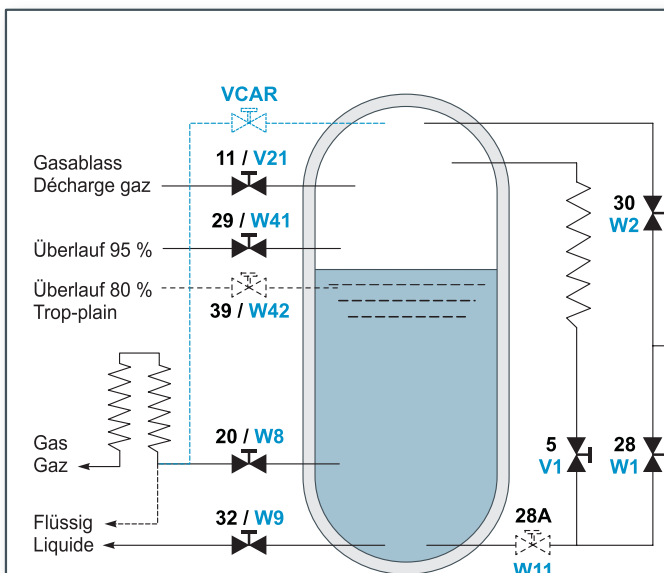 VCAR
11 / V21
Gasablass
Décharge gaz
29 / W41
Überlauf 95 %
Überlauf 80 %
Trop-plain
39 / W42
30
W2
20 / W8
Gas
Gaz
5
V1
28
W1
32 / W9
Flüssig
Liquide
28A
W11